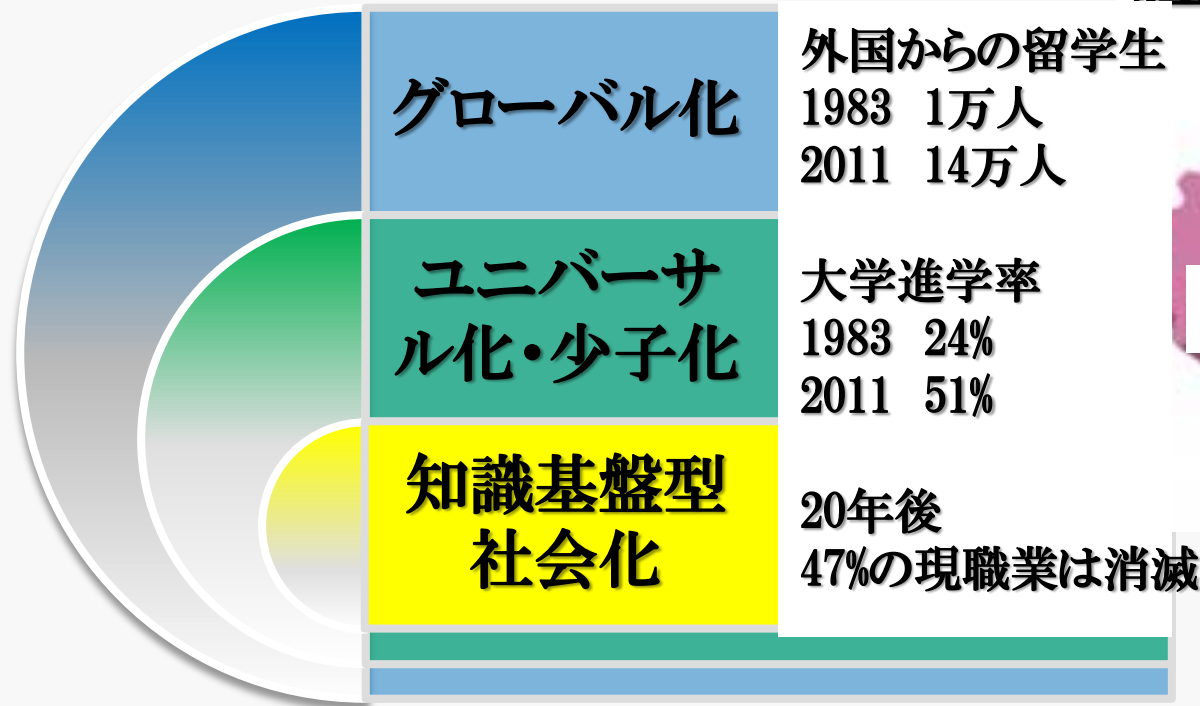 グローバル化
外国からの留学生
1983 1万人
2011 14万人
ユニバーサ
ル化・少子化
大学進学率
1983 24%
2011 51%
知識基盤型
社会化
20年後
47%の現職業は消滅